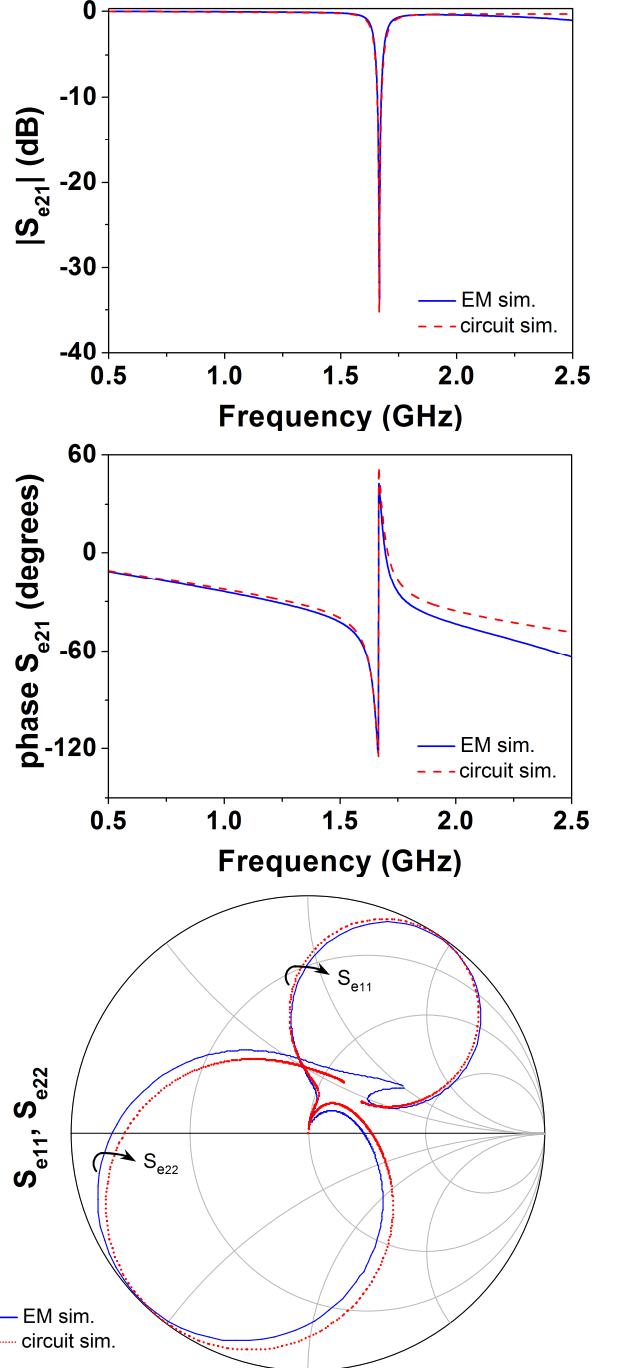 0
-10
-20
-30
-40
|Se21| (dB)
EM sim.
circuit sim.
0.5 1.0 1.5 2.0 2.5
Frequency (GHz)
60
0
-60
-120
phase Se21 (degrees)
EM sim.
circuit sim.
0.5 1.0 1.5 2.0 2.5
Frequency (GHz)
Se11
Se11, Se22
Se22
EM sim.
circuit sim.